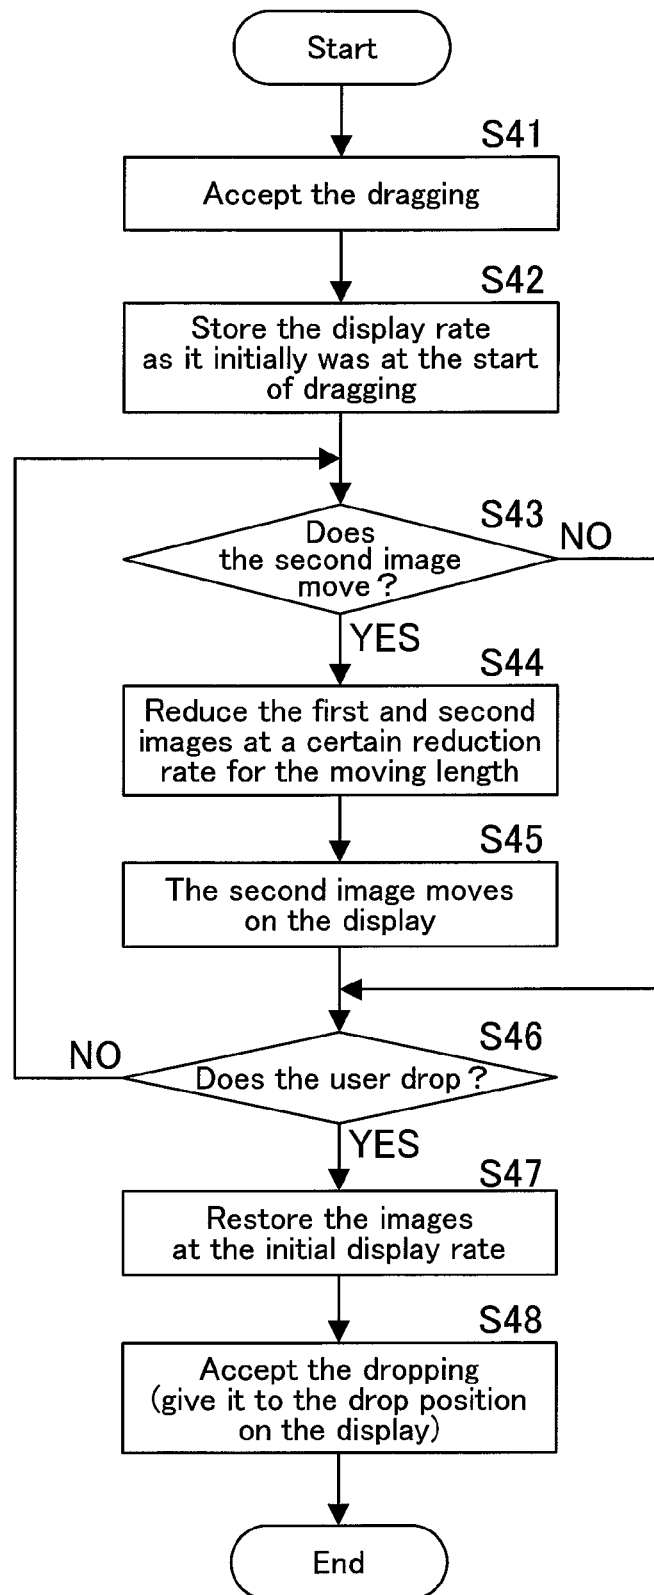 Start
S41
Accept the dragging
S42
Store the display rate
as it initially was at the start
of dragging
S43
Does
the second image
move?
NO
YES
S44
Reduce the first and second
images at a certain reduction
rate for the moving length
S45
The second image moves
on the display
S46
NO
Does the user drop?
YES
S47
Restore the images
at the initial display rate
S48
Accept the dropping
(give it to the drop position
on the display)
End